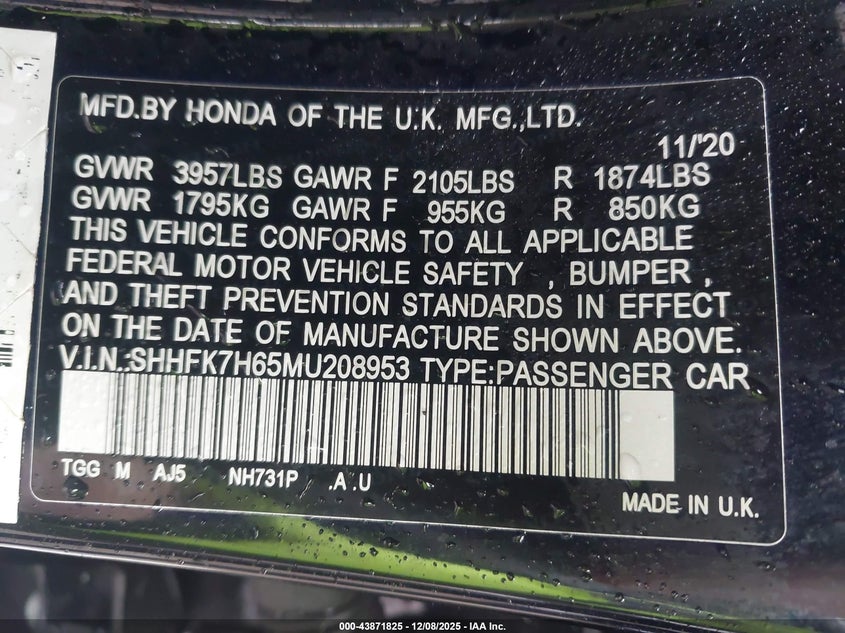 MFD.BY HONDA OF THE U.K. MFG.,LTD.
11/'20
GVWR 3957LBS GAWR F 2105LBS R 1874LBS
GVWR 1795KG GAWR F 955KG R 850KG
THIS VEHICLE CONFORMS TO ALL APPLICABLE
FEDERAL MOTOR VEHICLE SAFETY , BUMPER ,
AND THEFT PREVENTION STANDARDS IN EFFECT
ON THE DATE OF MANUFACTURE SHOWN ABOVE.
V.I.N.:SHHFK7H65MU208953 TYPE:PASSENGER CAR
TGG M AJ5 NH731P .A .U
MADE IN U.K.
000-43871825 - 12/08/2025 - IAA Inc.